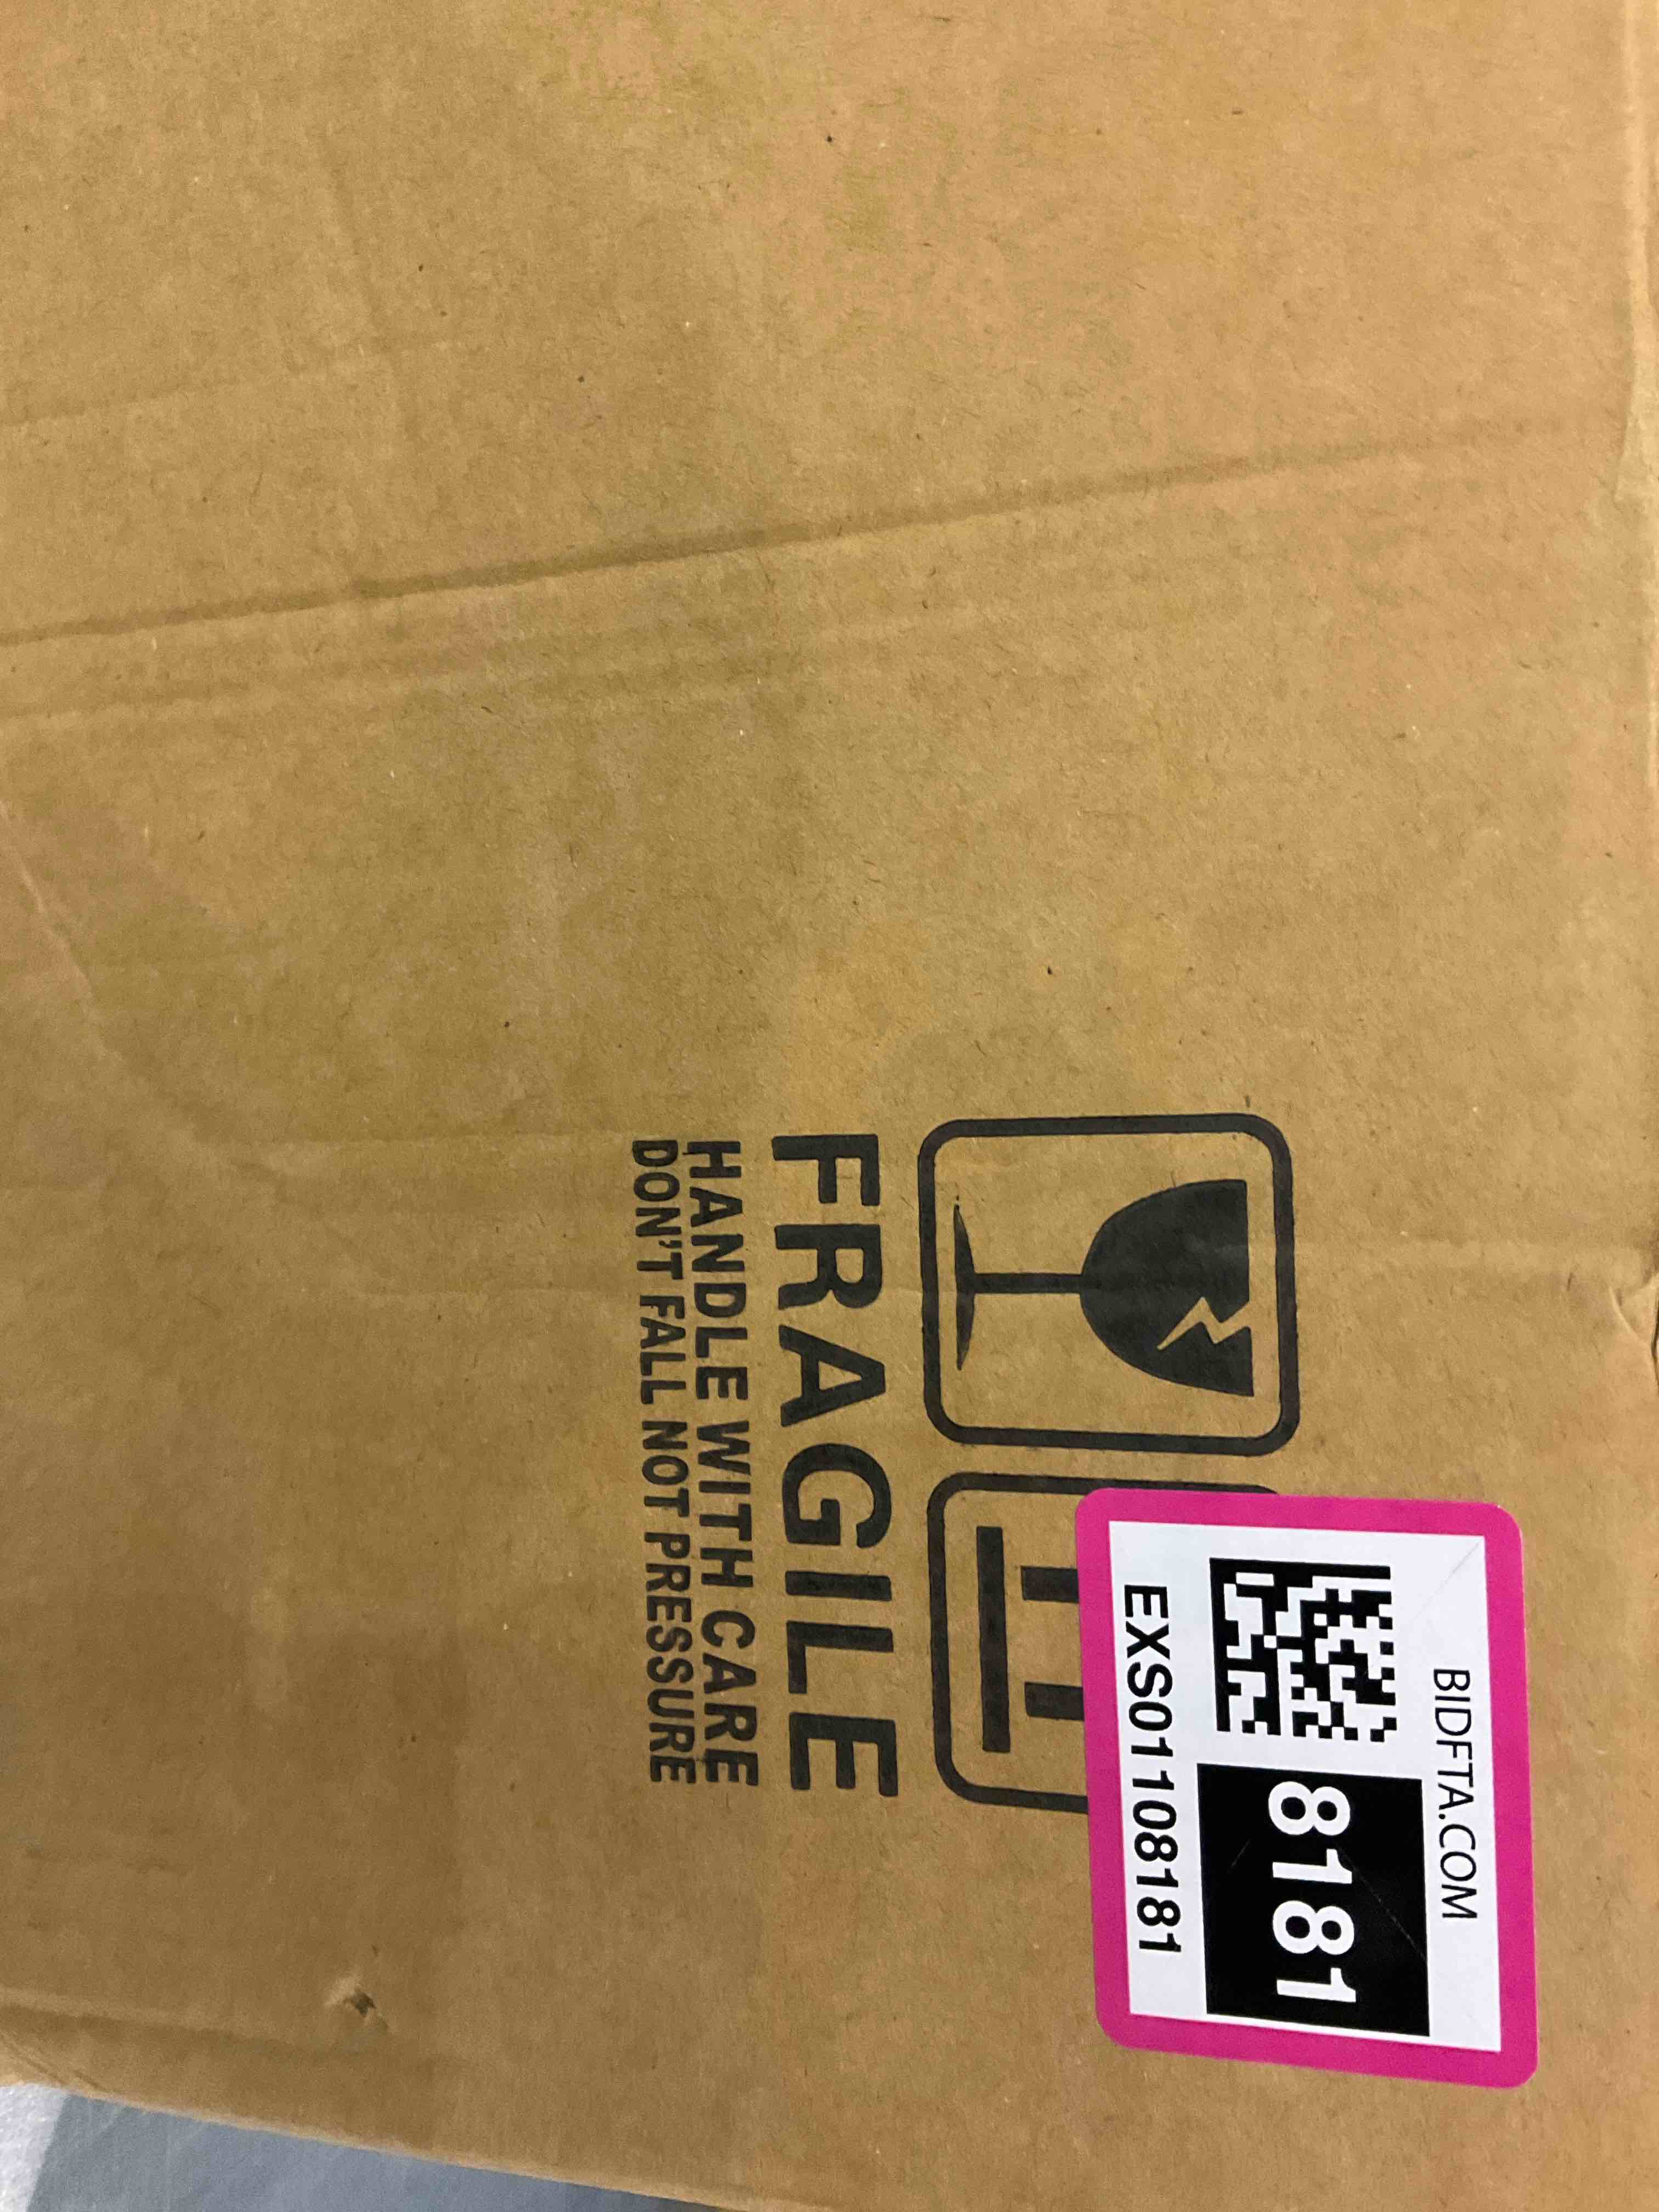 BIDFTA.COM
8181
EXS01108181
FRAGILE
HANDLE WITH CARE
DON'T FALL NOT PRESSURE